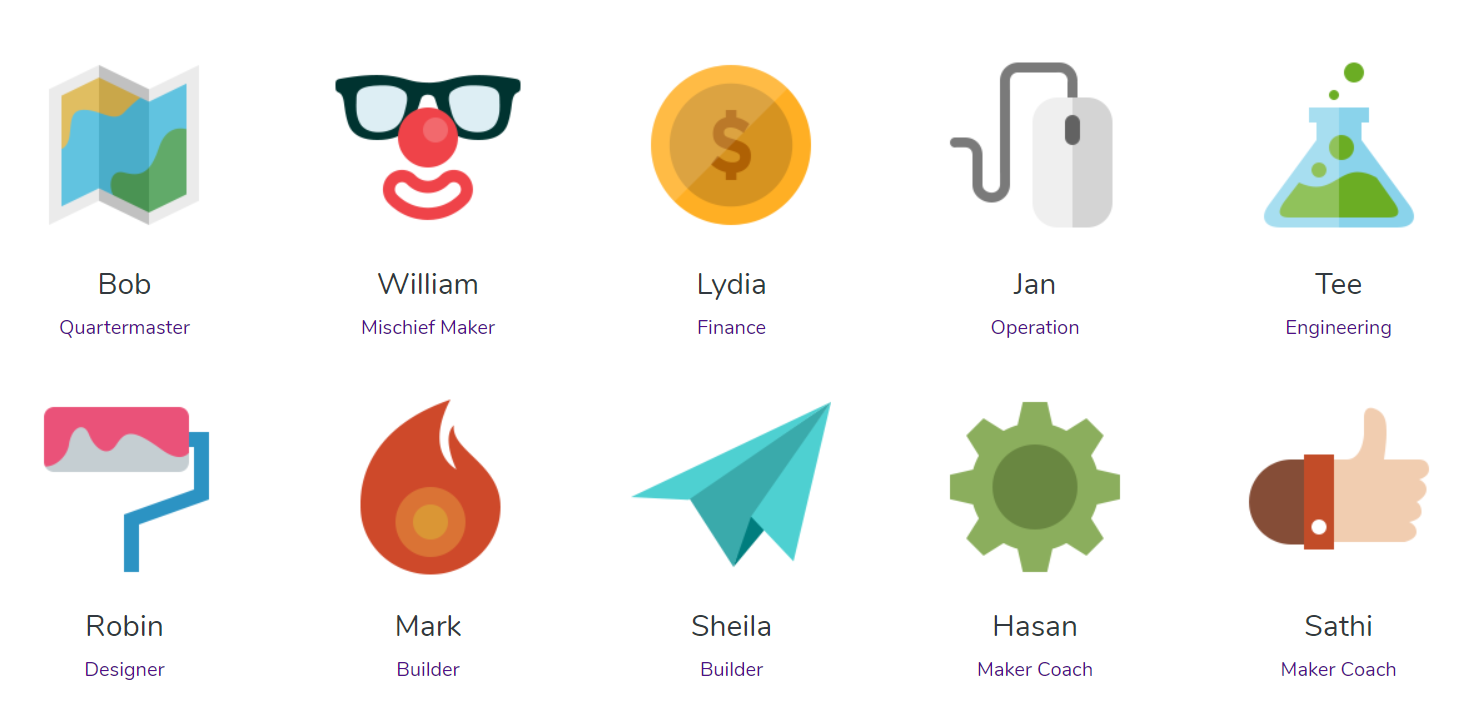 $
Bob
William
Lydia
Jan
Tee
Quartermaster
Mischief Maker
Finance
Operation
Engineering
Robin
Mark
Sheila
Hasan
Sathi
Designer
Builder
Builder
Maker Coach
Maker Coach